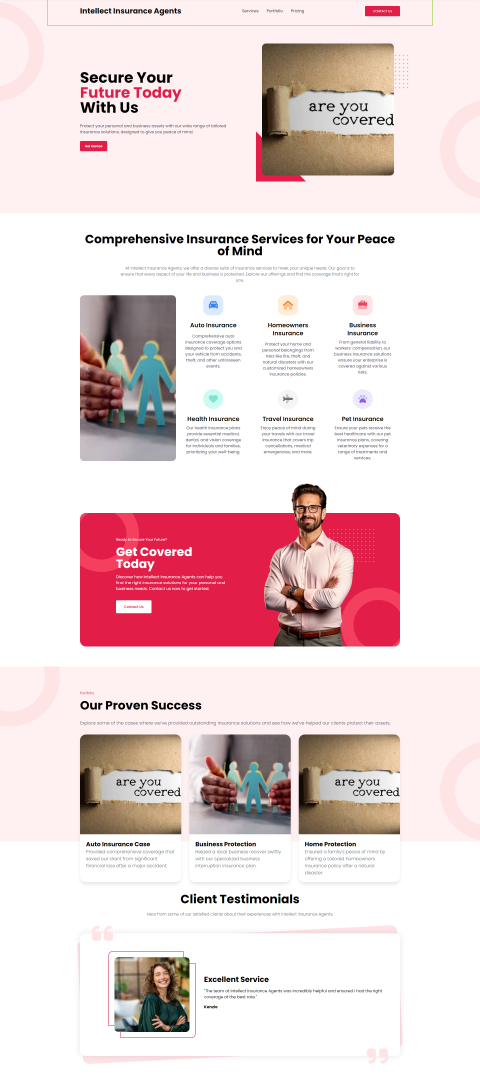 Intellect Insurance Agents
Services Portfolio Pricing
CONTACT US
Secure Your
Future Today
With Us
Protect your personal and business assets with our wide range of tailored
insurance solutions, designed to give you peace of mind.
Get Started
are you
covered
Comprehensive Insurance Services for Your Peace
of Mind
At Intellect Insurance Agents, we offer a diverse suite of insurance services to meet your unique needs. Our goal is to
ensure that every aspect of your life and business is protected. Explore our offerings and find the coverage that's right for
you.
Auto Insurance
Comprehensive auto
insurance coverage options
designed to protect you and
your vehicle from accidents,
theft, and other unforeseen
events.
Homeowners
Insurance
Protect your home and
personal belongings from
risks like fire, theft, and
natural disasters with our
customized homeowners
insurance policies.
Business
Insurance
From general liability to
workers' compensation, our
business insurance solutions
ensure your enterprise is
covered against various
risks.
Health Insurance
Our health insurance plans
provide essential medical,
dental, and vision coverage
for individuals and families,
prioritizing your well-being.
Travel Insurance
Enjoy peace of mind during
your travels with our travel
insurance that covers trip
cancellations, medical
emergencies, and more.
Pet Insurance
Ensure your pets receive the
best healthcare with our pet
insurance plans, covering
veterinary expenses for a
range of treatments and
services.
Ready to Secure Your Future?
Get Covered
Today
Discover how Intellect Insurance Agents can help you
find the right insurance solutions for your personal and
business needs. Contact us now to get started.
Contact Us
Portfolio
Our Proven Success
Explore some of the cases where we've provided outstanding insurance solutions and see how we've helped our clients protect their assets.
are you
covered
are you
covered
Auto Insurance Case
Provided comprehensive coverage that
saved our client from significant
financial loss after a major accident.
Business Protection
Helped a local business recover swiftly
with our specialized business
interruption insurance plan.
Home Protection
Ensured a family's peace of mind by
offering a tailored homeowners
insurance policy after a natural
disaster.
Client Testimonials
Hear from some of our satisfied clients about their experiences with Intellect Insurance Agents.
Excellent Service
"The team at Intellect Insurance Agents was incredibly helpful and ensured I had the right
coverage at the best rate."
Kenzie